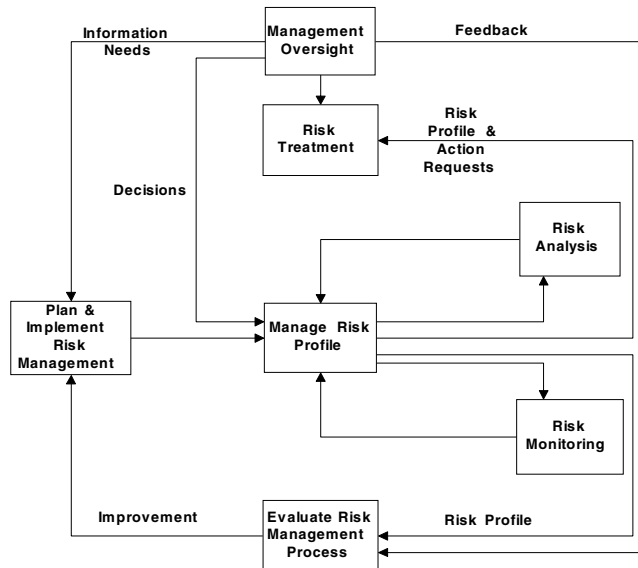 Information
Needs
Management
Oversight
Feedback
Risk
Treatment
Risk
Profile &
Action
Requests
Decisions
Risk
Analysis
Plan &
Implement
Risk
Management
Manage Risk
Profile
Risk
Monitoring
Improvement
Evaluate Risk
Management
Process
Risk Profile